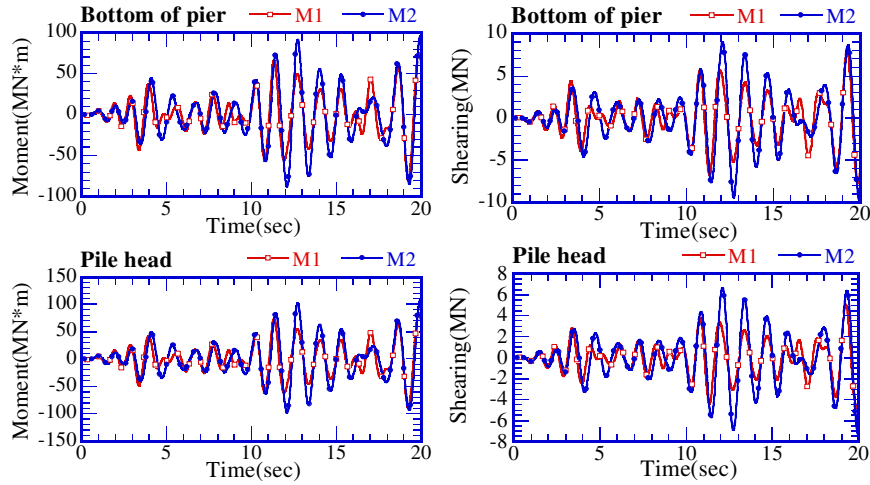 Bottom of pier M1 M2
Moment(MN*m)
100
50
0
-50
-100
0 5 10 15 20
Time(sec)
Bottom of pier M1 M2
Shearing(MN)
10
5
0
-5
-10
0 5 10 15 20
Time(sec)
Pile head M1 M2
Moment(MN*m)
150
100
50
0
-50
-100
-150
0 5 10 15 20
Time(sec)
Pile head M1 M2
Shearing(MN)
8
6
4
2
0
-2
-4
-6
-8
0 5 10 15 20
Time(sec)